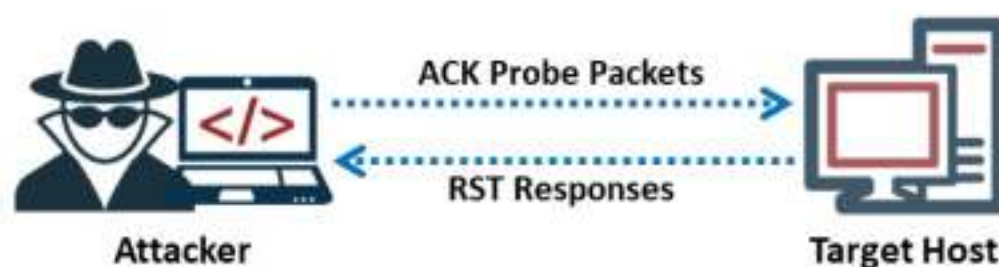 ACK Probe Packets
</>
RST Responses
Attacker
Target Host